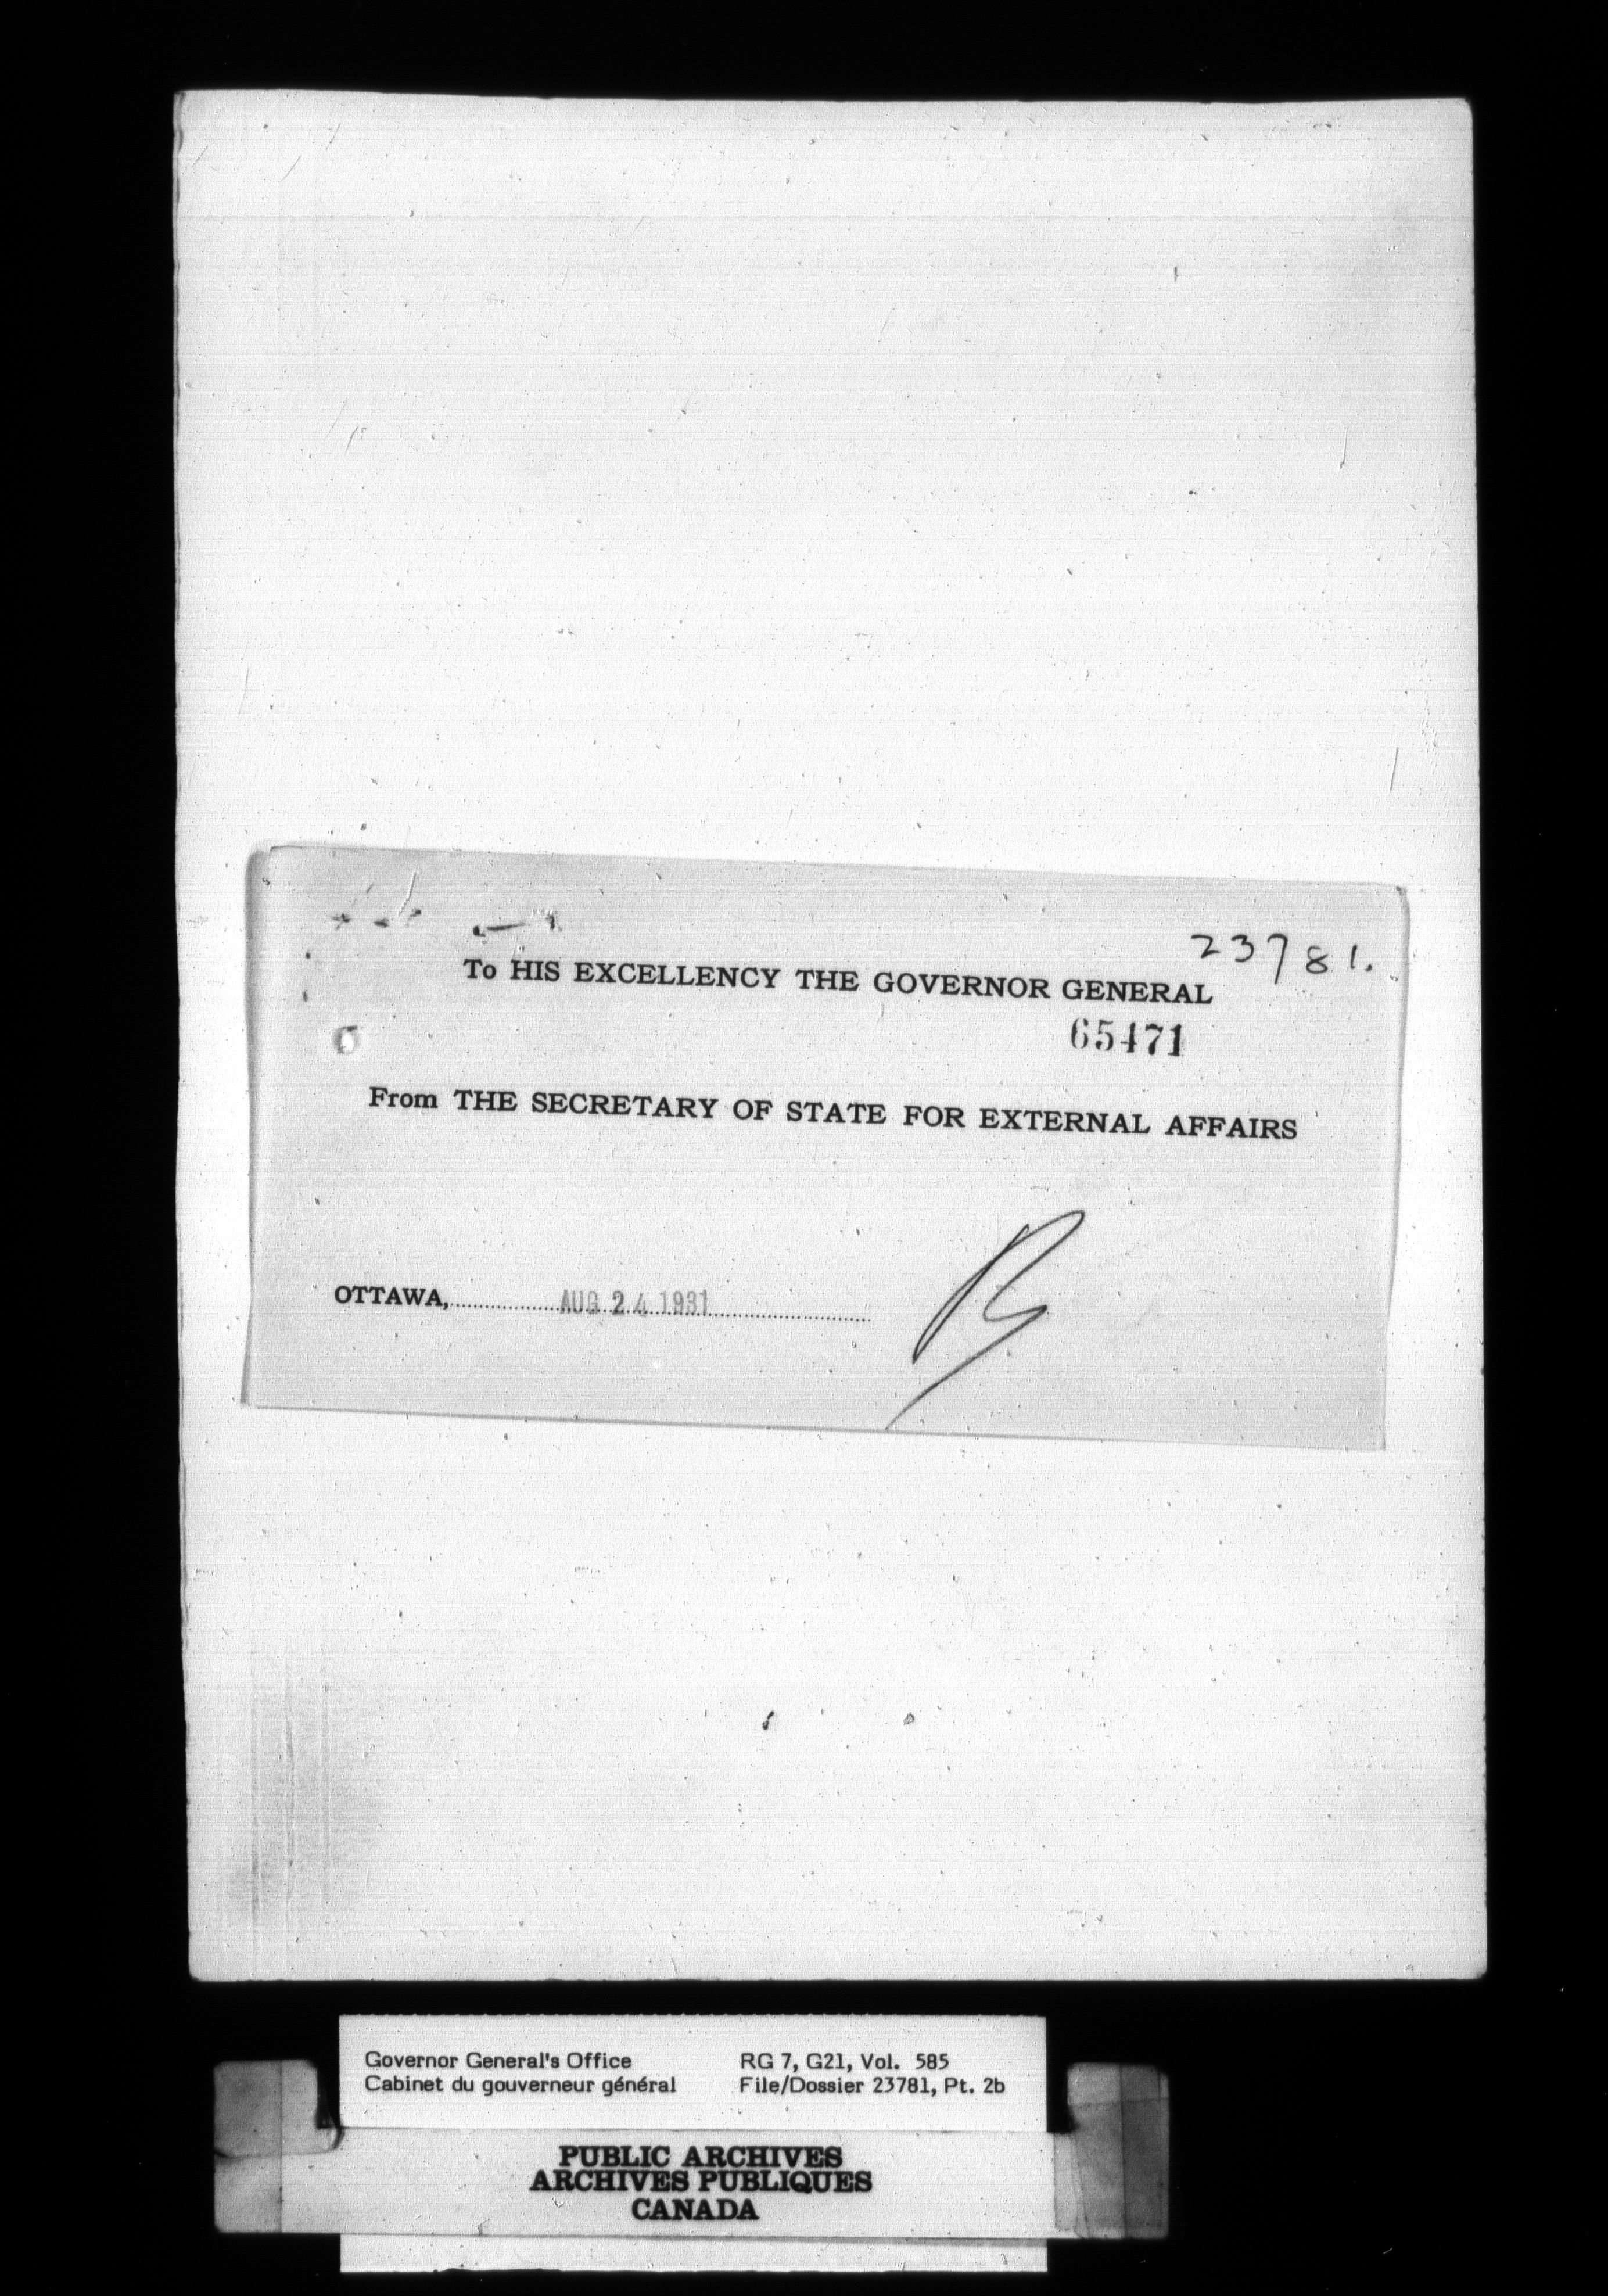 23781.
To HIS EXCELLENCY THE GOVERNOR GENERAL
65471
From THE SECRETARY OF STATE FOR EXTERNAL AFFAIRS
OTTAWA, AUG 24 1931
Governor General's Office
Cabinet du gouverneur général
RG 7, G21, Vol. 585
File/Dossier 23781, Pt. 2b
PUBLIC ARCHIVES
ARCHIVES PUBLIQUES
CANADA